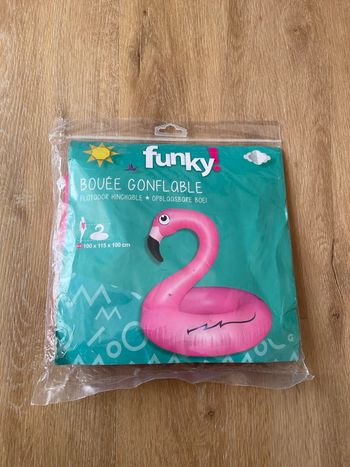 funky!
BOUÉE GONFLABLE
FLOTADOR HINCHABLE ★ OPBLAASBARE BOEI
100 x 115 x 100 cm